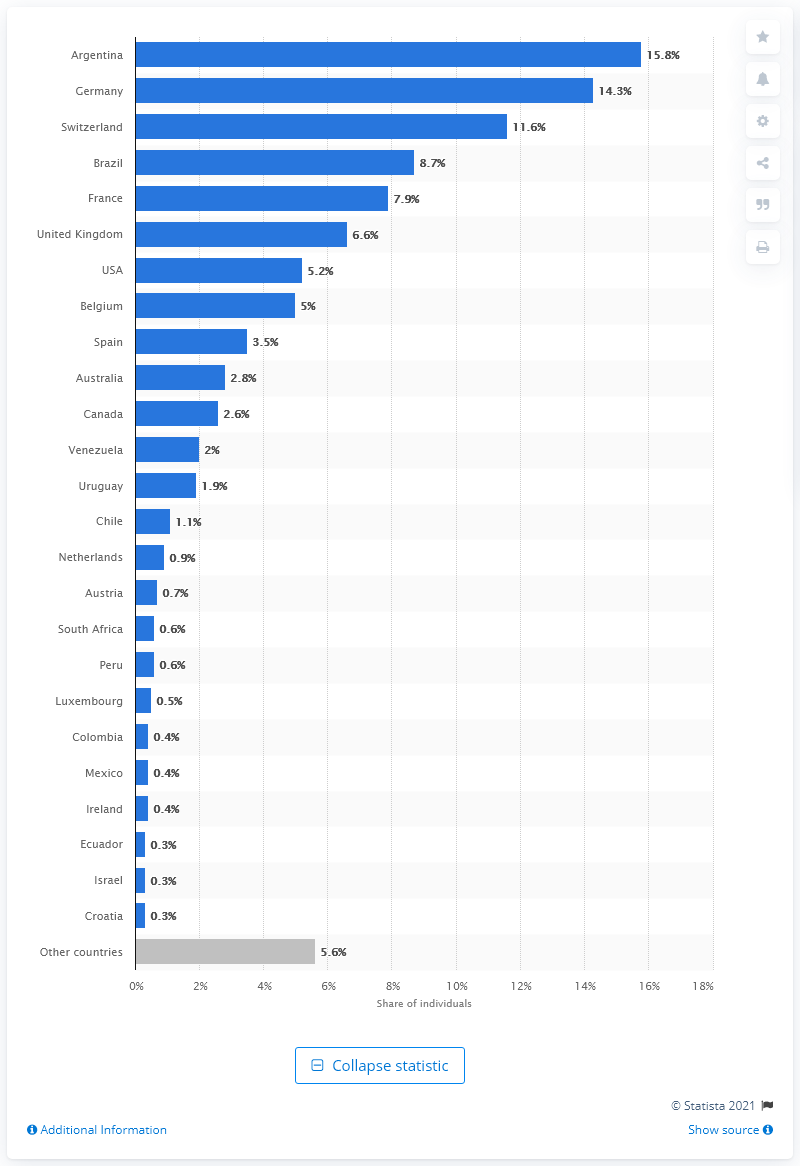 Argentina 15.8%
Germany 14.3%
Switzerland 11.6%
Brazil 8.7%
France 7.9%
United Kingdom 6.6%
USA 5.2%
Belgium 5%
Spain 3.5%
Australia 2.8%
Canada 2.6%
Venezuela 2%
Uruguay 1.9%
Chile 1.1%
Netherlands 0.9%
Austria 0.7%
South Africa 0.6%
Peru 0.6%
Luxembourg 0.5%
Colombia 0.4%
Mexico 0.4%
Ireland 0.4%
Ecuador 0.3%
Israel 0.3%
Croatia 0.3%
Other countries 5.6%
0% 2% 4% 6% 8% 10% 12% 14% 16% 18%
Share of individuals
Collapse statistic
© Statista 2021
Additional Information Show source